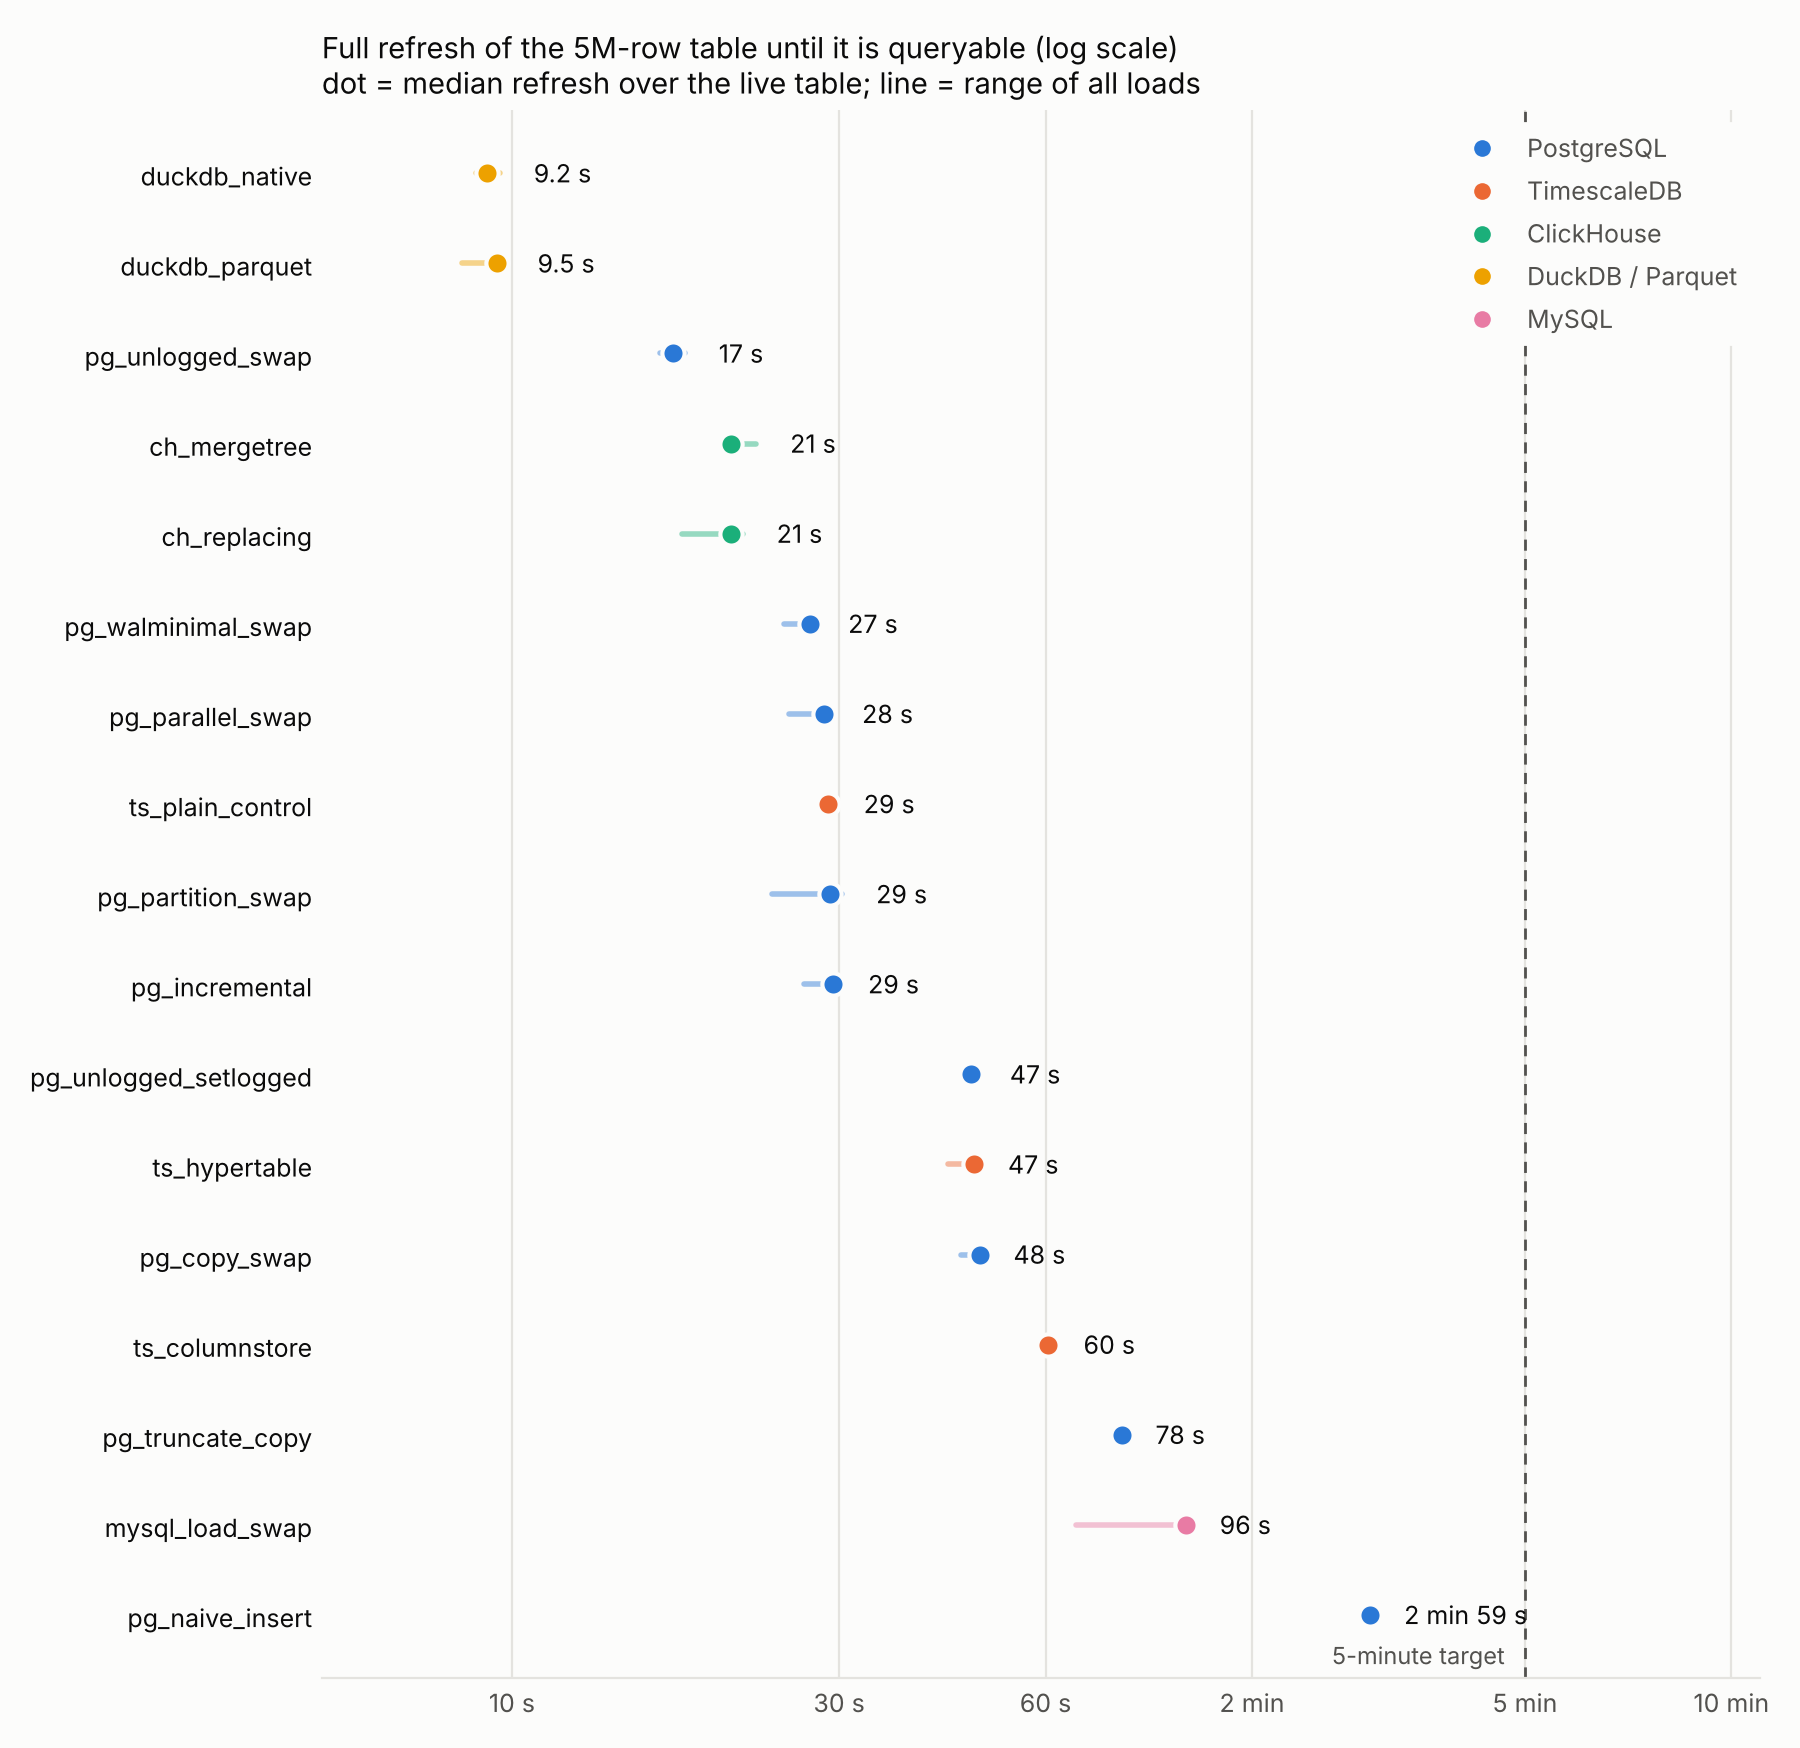 Full refresh of the 5M-row table until it is queryable (log scale)
dot = median refresh over the live table; line = range of all loads
PostgreSQL
TimescaleDB
ClickHouse
DuckDB / Parquet
MySQL
duckdb_native 9.2 s
duckdb_parquet 9.5 s
pg_unlogged_swap 17 s
ch_mergetree 21 s
ch_replacing 21 s
pg_walminimal_swap 27 s
pg_parallel_swap 28 s
ts_plain_control 29 s
pg_partition_swap 29 s
pg_incremental 29 s
pg_unlogged_setlogged 47 s
ts_hypertable 47 s
pg_copy_swap 48 s
ts_columnstore 60 s
pg_truncate_copy 78 s
mysql_load_swap 96 s
pg_naive_insert 2 min 59 s
5-minute target
10 s 30 s 60 s 2 min 5 min 10 min